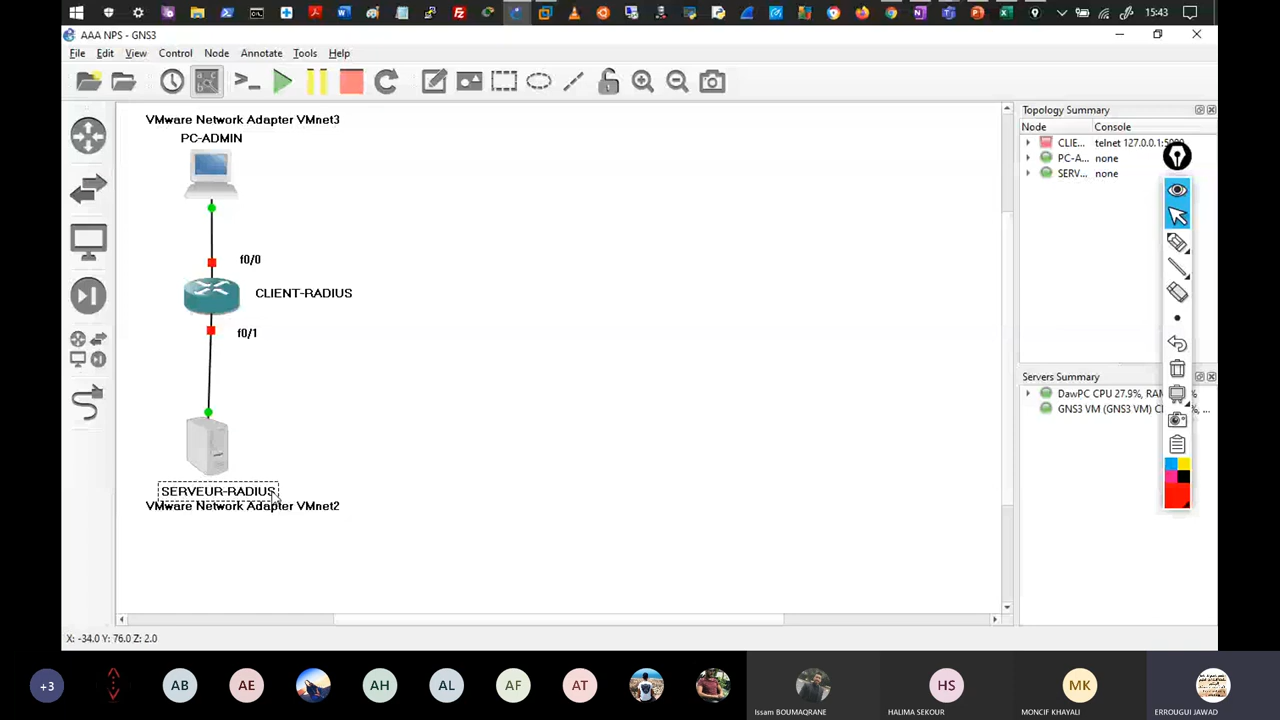 15:43
AAA NPS - GNS3
File Edit View Control Node Annotate Tools Help
VMware Network Adapter VMnet3
PC-ADMIN
f0/0
CLIENT-RADIUS
f0/1
SERVEUR-RADIUS
VMware Network Adapter VMnet2
Topology Summary
Node Console
CLIE... telnet 127.0.0.1:5000
PC-A... none
SERV... none
Servers Summary
DawPC CPU 27.9%, RAM %
GNS3 VM (GNS3 VM) C %, ...
X: -34.0 Y: 76.0 Z: 2.0
+3 AB AE AH AL AF AT HS MK
Issam BOUMAQRANE HALIMA SEKOUR MONCIF KHAYALI ERROUGUI JAWAD